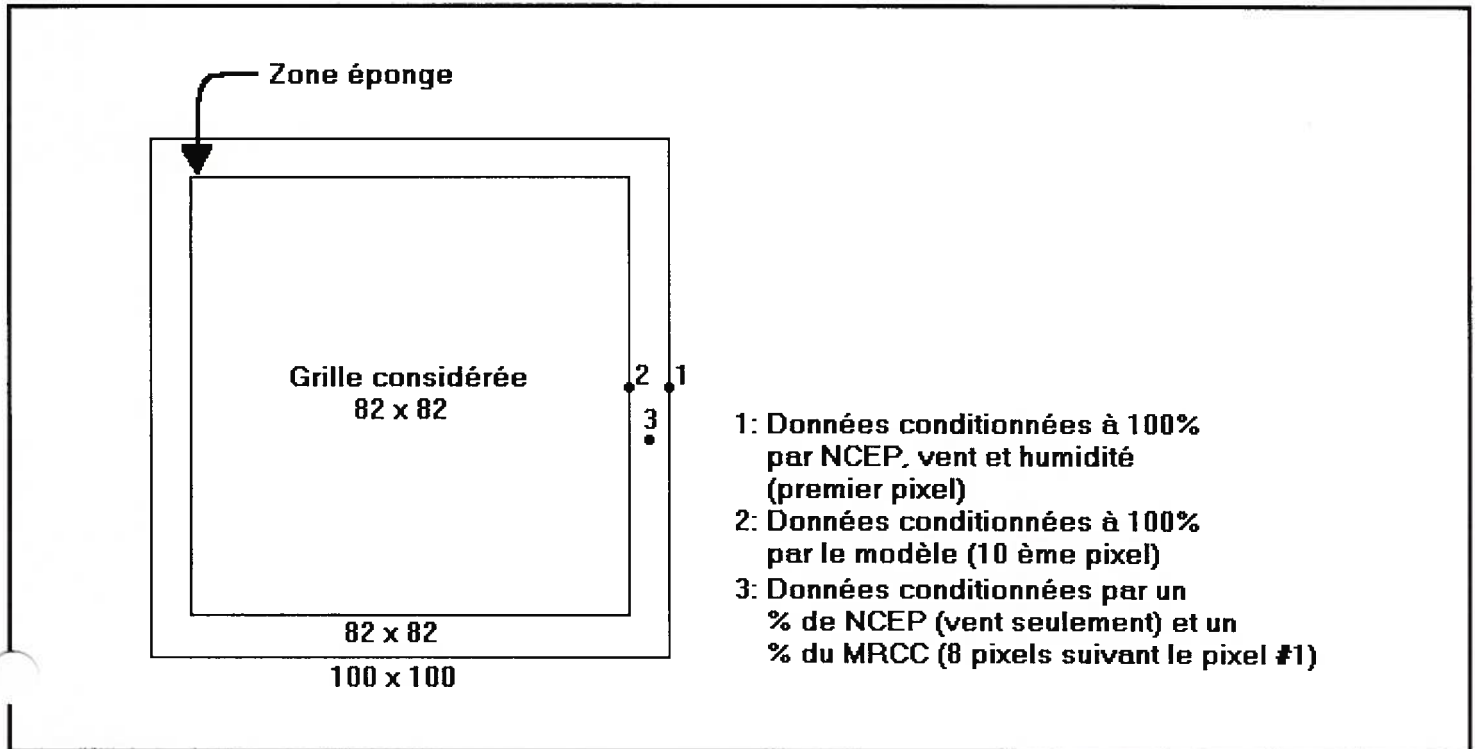 Zone éponge
Grille considérée
82 x 82
2
1
3
82 x 82
100 x 100
1: Données conditionnées à 100%
par NCEP, vent et humidité
(premier pixel)
2: Données conditionnées à 100%
par le modèle (10 ème pixel)
3: Données conditionnées par un
% de NCEP (vent seulement) et un
% du MRCC (8 pixels suivant le pixel #1)